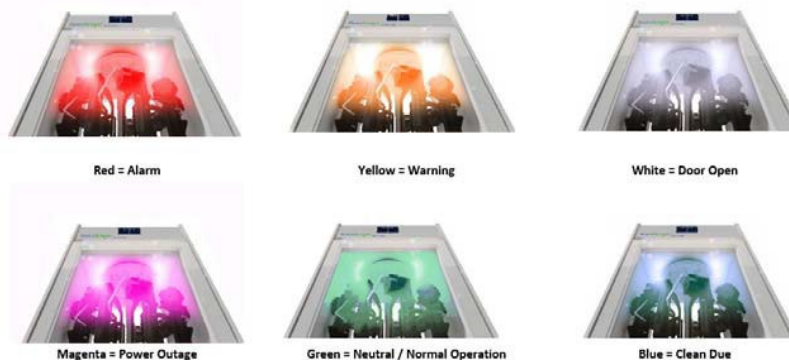 Red = Alarm
Yellow = Warning
White = Door Open
Magenta = Power Outage
Green = Neutral / Normal Operation
Blue = Clean Due